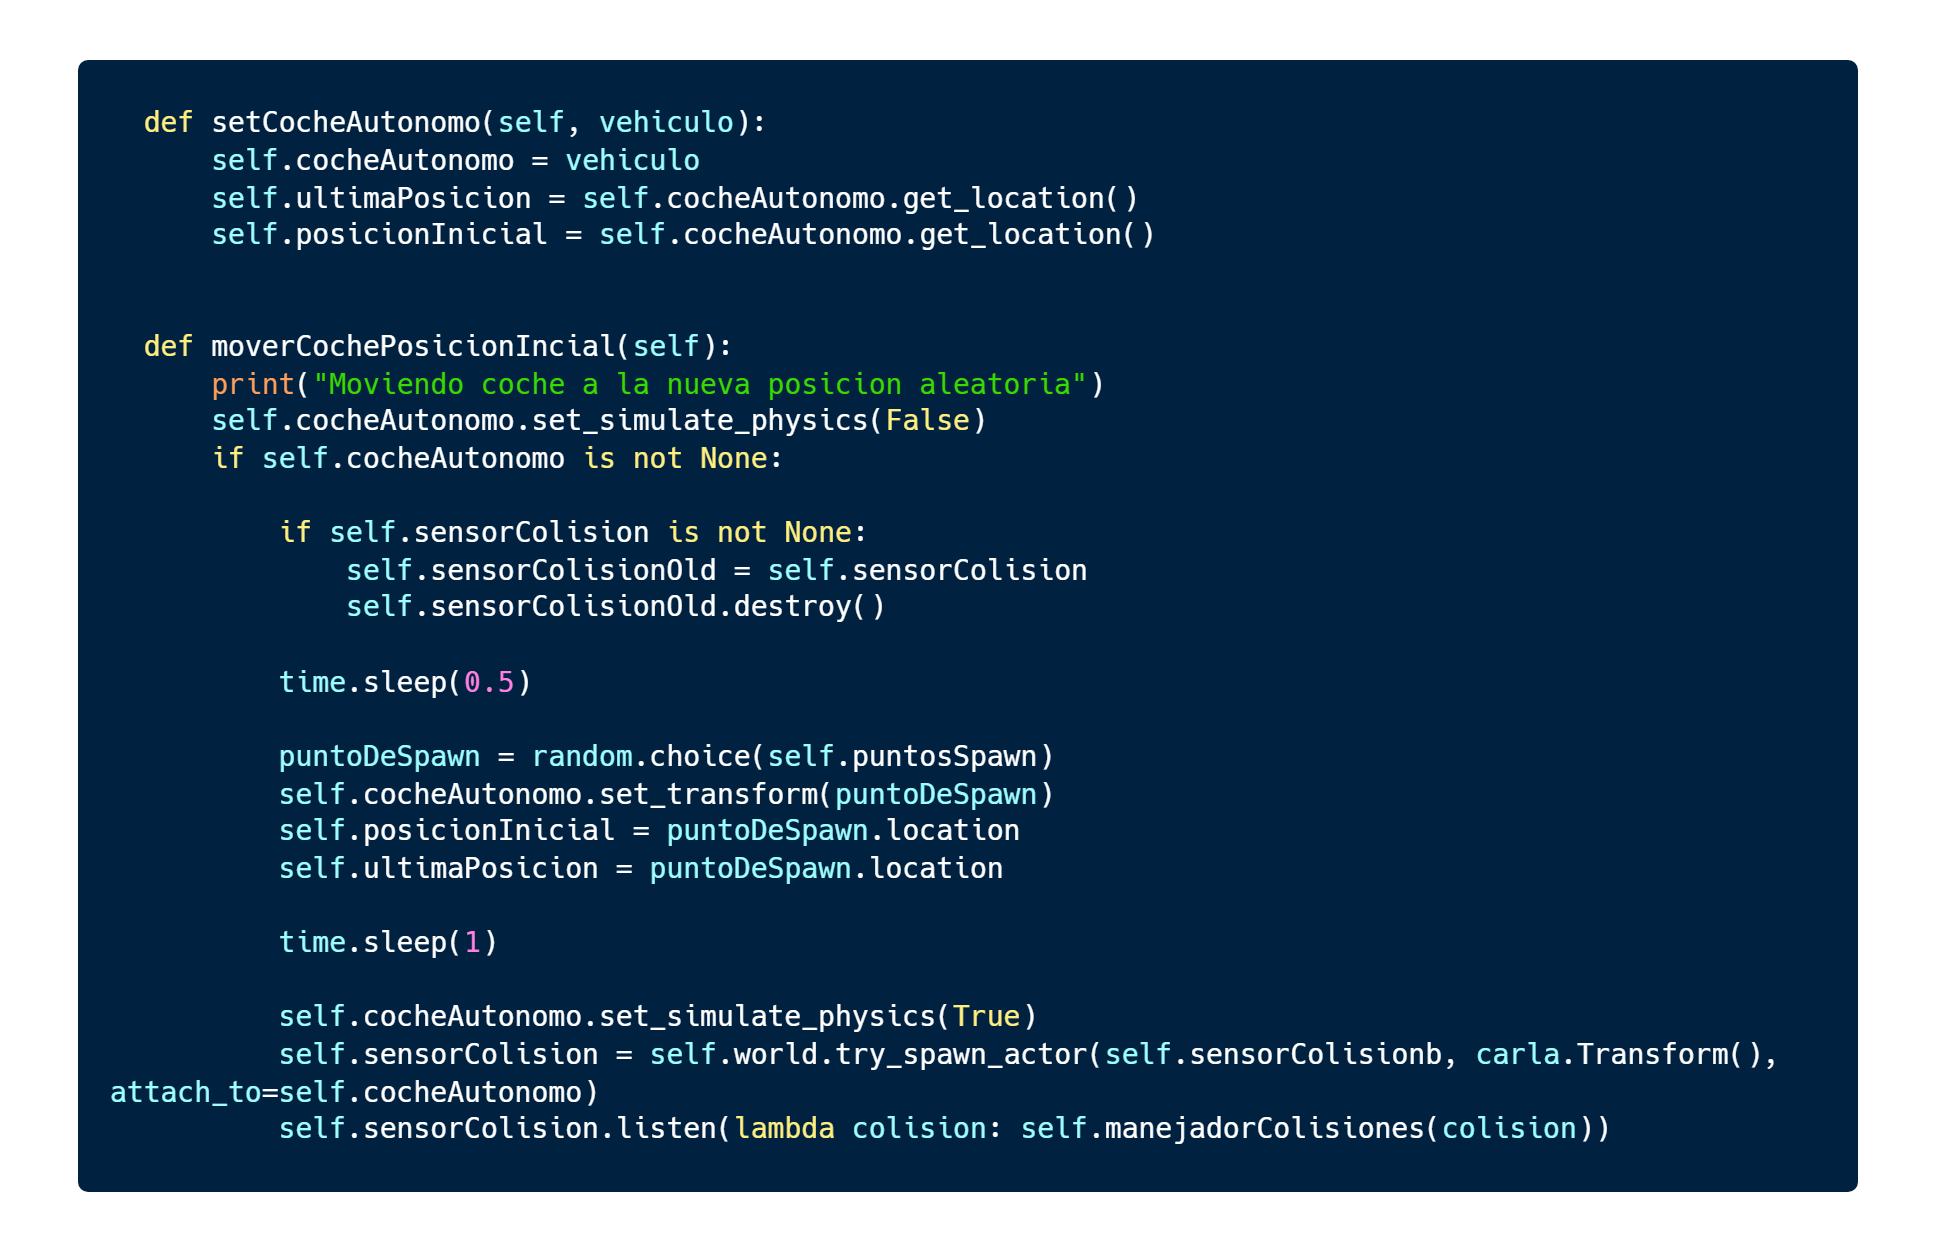 def setCocheAutonomo(self, vehiculo):
    self.cocheAutonomo = vehiculo
    self.ultimaPosicion = self.cocheAutonomo.get_location()
    self.posicionInicial = self.cocheAutonomo.get_location()
def moverCochePosicionIncial(self):
    print("Moviendo coche a la nueva posicion aleatoria")
    self.cocheAutonomo.set_simulate_physics(False)
    if self.cocheAutonomo is not None:
        if self.sensorColision is not None:
            self.sensorColisionOld = self.sensorColision
            self.sensorColisionOld.destroy()
        time.sleep(0.5)
        puntoDeSpawn = random.choice(self.puntosSpawn)
        self.cocheAutonomo.set_transform(puntoDeSpawn)
        self.posicionInicial = puntoDeSpawn.location
        self.ultimaPosicion = puntoDeSpawn.location
        time.sleep(1)
        self.cocheAutonomo.set_simulate_physics(True)
        self.sensorColision = self.world.try_spawn_actor(self.sensorColisionb, carla.Transform(),
attach_to=self.cocheAutonomo)
        self.sensorColision.listen(lambda colision: self.manejadorColisiones(colision))